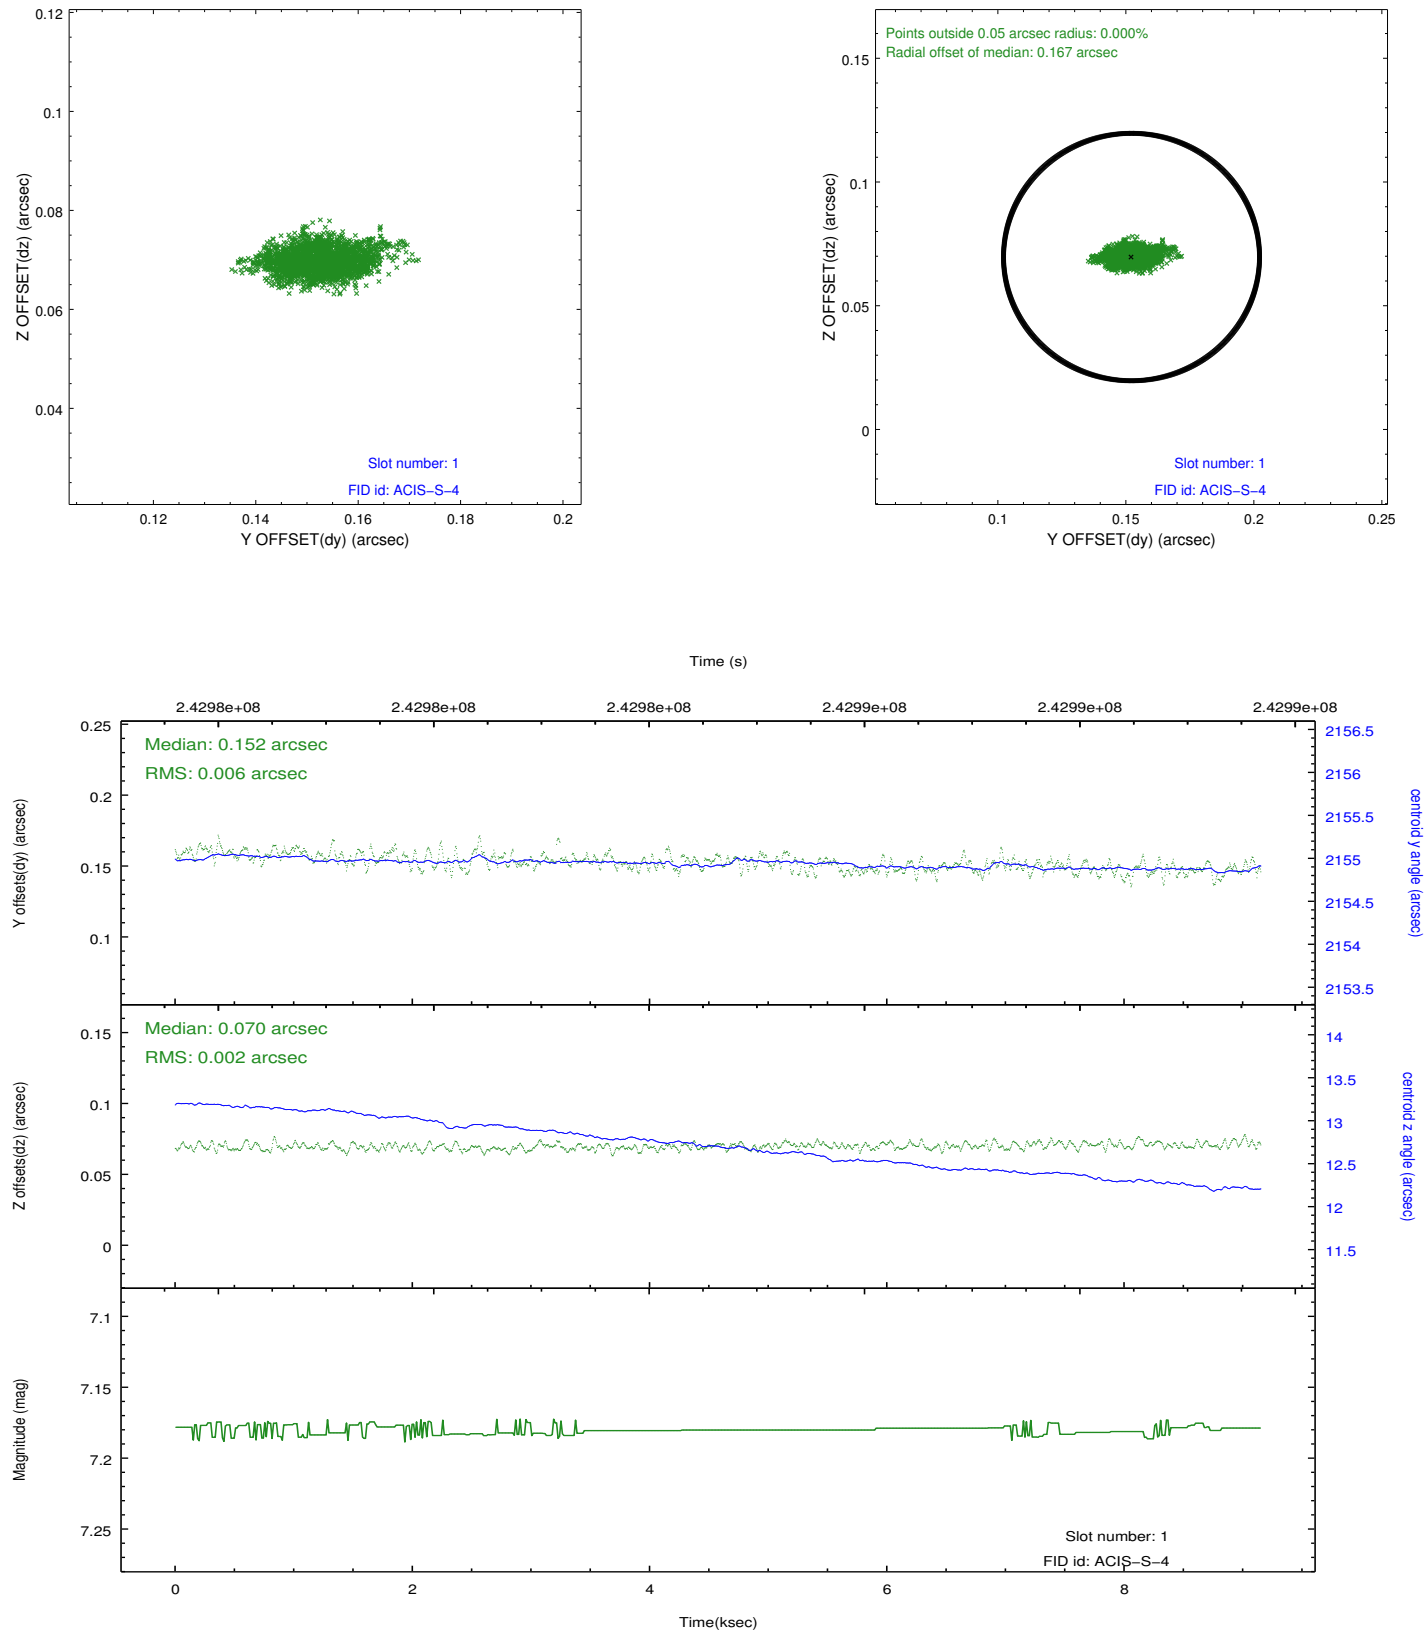 0.12
0.1
0.08
0.06
0.04
Z OFFSET(dz) (arcsec)
Slot number: 1
FID id: ACIS−S−4
0.12 0.14 0.16 0.18 0.2
Y OFFSET(dy) (arcsec)
Points outside 0.05 arcsec radius: 0.000%
Radial offset of median: 0.167 arcsec
0.15
0.1
0.05
0
Z OFFSET(dz) (arcsec)
Slot number: 1
FID id: ACIS−S−4
0.1 0.15 0.2 0.25
Y OFFSET(dy) (arcsec)
Time (s)
2.4298e+08 2.4298e+08 2.4298e+08 2.4299e+08 2.4299e+08 2.4299e+08
Median: 0.152 arcsec
RMS: 0.006 arcsec
0.25
0.2
0.15
0.1
Y offsets(dy) (arcsec)
2156.5
2156
2155.5
2155
2154.5
2154
2153.5
centroid y angle (arcsec)
Median: 0.070 arcsec
RMS: 0.002 arcsec
0.15
0.1
0.05
0
Z offsets(dz) (arcsec)
14
13.5
13
12.5
12
11.5
centroid z angle (arcsec)
7.1
7.15
7.2
7.25
Magnitude (mag)
Slot number: 1
FID id: ACIS−S−4
0 2 4 6 8
Time(ksec)